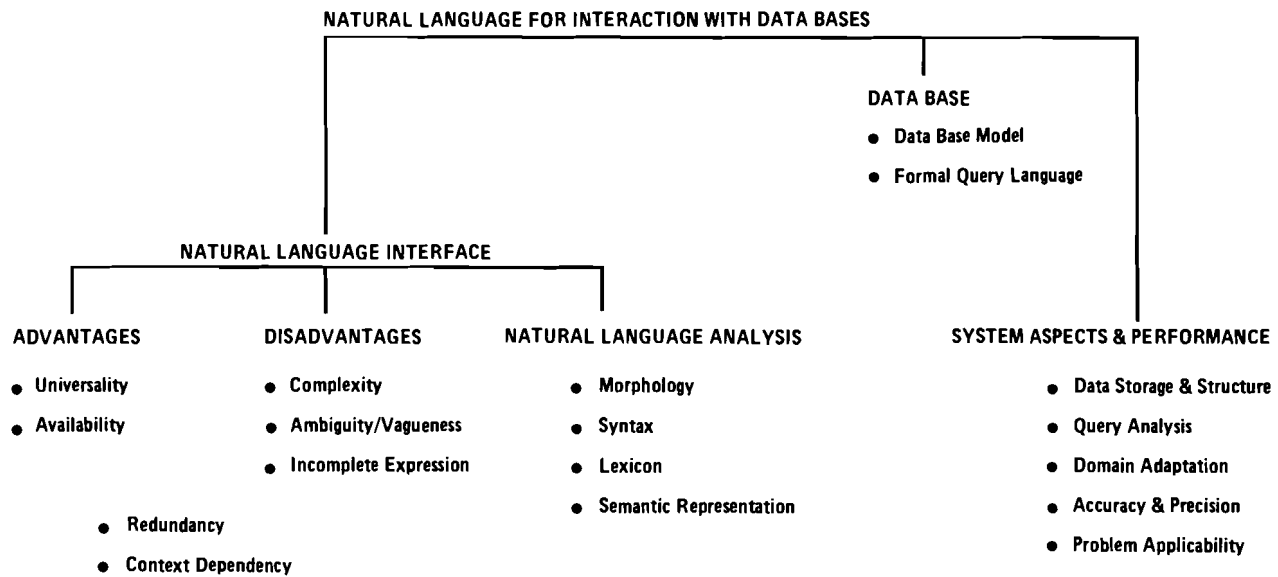 NATURAL LANGUAGE FOR INTERACTION WITH DATA BASES
DATA BASE
• Data Base Model
• Formal Query Language
NATURAL LANGUAGE INTERFACE
ADVANTAGES
• Universality
• Availability
DISADVANTAGES
• Complexity
• Ambiguity/Vagueness
• Incomplete Expression
• Redundancy
• Context Dependency
NATURAL LANGUAGE ANALYSIS
• Morphology
• Syntax
• Lexicon
• Semantic Representation
SYSTEM ASPECTS & PERFORMANCE
• Data Storage & Structure
• Query Analysis
• Domain Adaptation
• Accuracy & Precision
• Problem Applicability